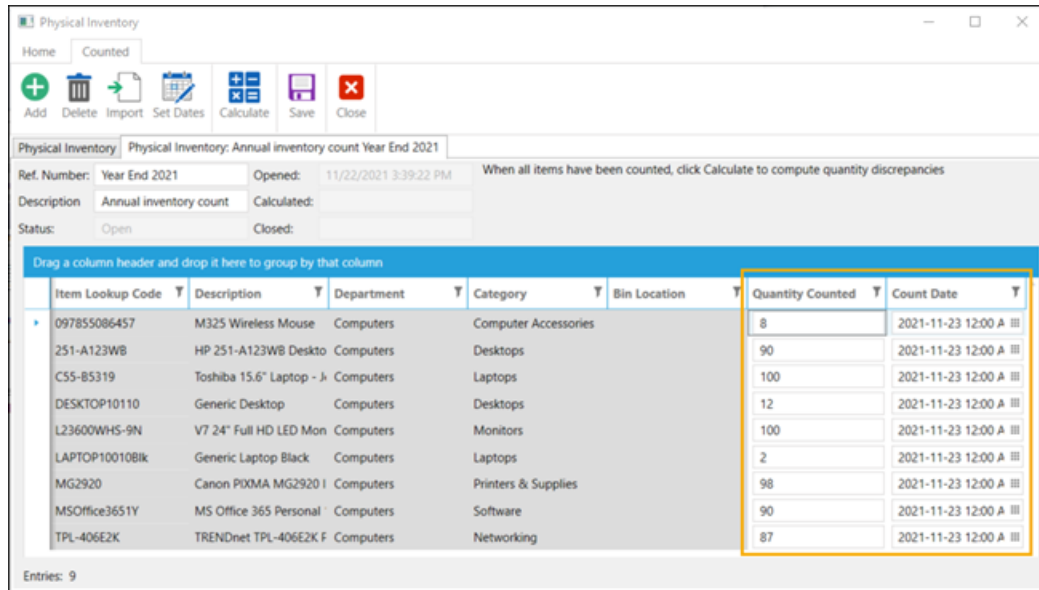 Physical Inventory
Home Counted
Add Delete Import Set Dates Calculate Save Close
Physical Inventory Physical Inventory: Annual inventory count Year End 2021
Ref. Number: Year End 2021 Opened: 11/22/2021 3:39:22 PM When all items have been counted, click Calculate to compute quantity discrepancies
Description Annual inventory count Calculated:
Status: Open Closed:
Drag a column header and drop it here to group by that column
Item Lookup Code Description Department Category Bin Location Quantity Counted Count Date
097855086457 M325 Wireless Mouse Computers Computer Accessories 8 2021-11-23 12:00 A
251-A123WB HP 251-A123WB Deskto Computers Desktops 90 2021-11-23 12:00 A
C55-B5319 Toshiba 15.6" Laptop - Computers Laptops 100 2021-11-23 12:00 A
DESKTOP10110 Generic Desktop Computers Desktops 12 2021-11-23 12:00 A
L23600WHS-9N V7 24" Full HD LED Mon Computers Monitors 100 2021-11-23 12:00 A
LAPTOP10010Blk Generic Laptop Black Computers Laptops 2 2021-11-23 12:00 A
MG2920 Canon PIXMA MG2920 Computers Printers & Supplies 98 2021-11-23 12:00 A
MSOffice3651Y MS Office 365 Personal Computers Software 90 2021-11-23 12:00 A
TPL-406E2K TRENDnet TPL-406E2K Computers Networking 87 2021-11-23 12:00 A
Entries: 9